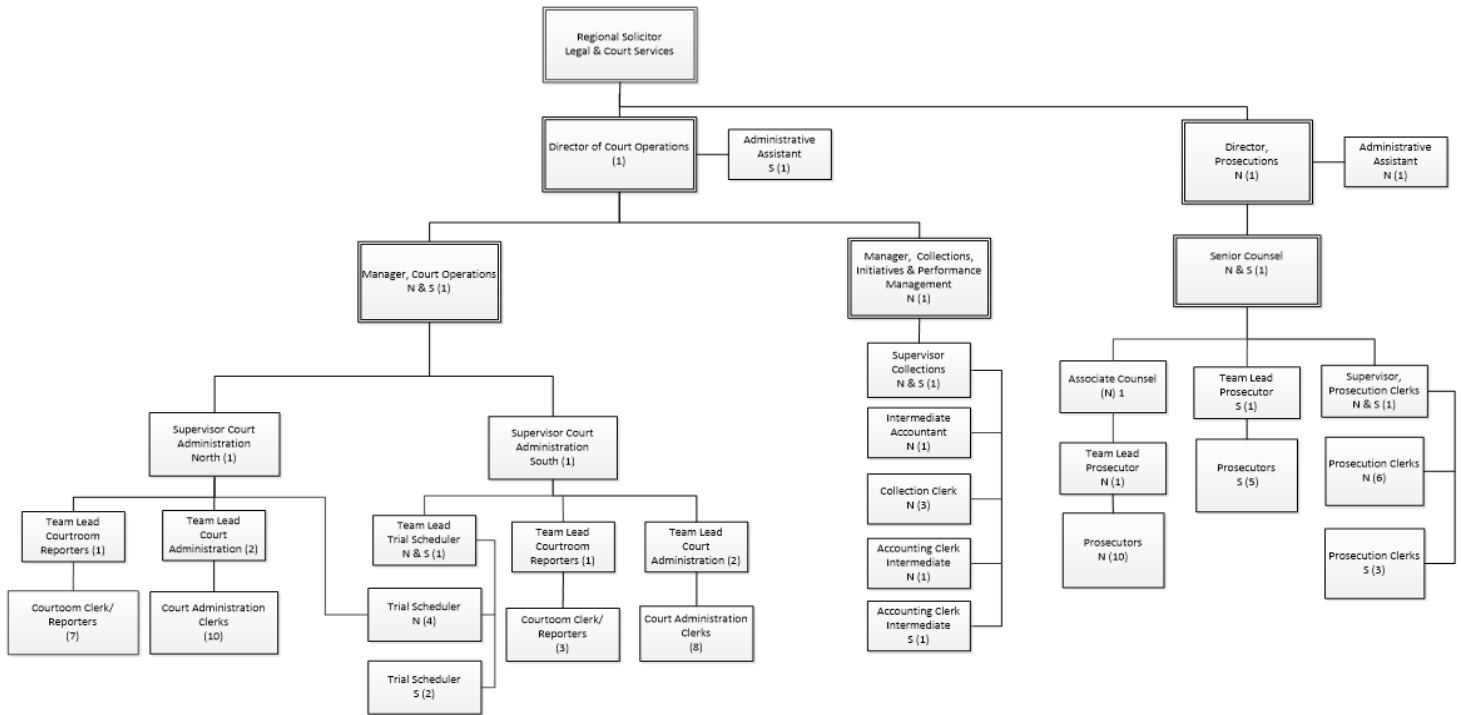 Regional Solicitor
Legal & Court Services
Director of Court Operations
(1)
Administrative
Assistant
S (1)
Director,
Prosecutions
N (1)
Administrative
Assistant
N (1)
Manager, Court Operations
N & S (1)
Manager, Collections,
Initiatives & Performance
Management
N (1)
Senior Counsel
N & S (1)
Supervisor Court
Administration
North (1)
Supervisor Court
Administration
South (1)
Supervisor
Collections
N & S (1)
Intermediate
Accountant
N (1)
Collection Clerk
N (3)
Accounting Clerk
Intermediate
N (1)
Accounting Clerk
Intermediate
S (1)
Associate Counsel
(N) 1
Team Lead
Prosecutor
S (1)
Supervisor,
Prosecution Clerks
N & S (1)
Team Lead
Prosecutor
N (1)
Prosecutors
S (5)
Prosecution Clerks
N (6)
Prosecutors
N (10)
Prosecution Clerks
S (3)
Team Lead
Courtroom
Reporters (1)
Team Lead
Court
Administration (2)
Team Lead
Trial Scheduler
N & S (1)
Team Lead
Courtroom
Reporters (1)
Team Lead
Court
Administration (2)
Courtoom Clerk/
Reporters
(7)
Court Administration
Clerks
(10)
Trial Scheduler
N (4)
Courtoom Clerk/
Reporters
(3)
Court Administration
Clerks
(8)
Trial Scheduler
S (2)